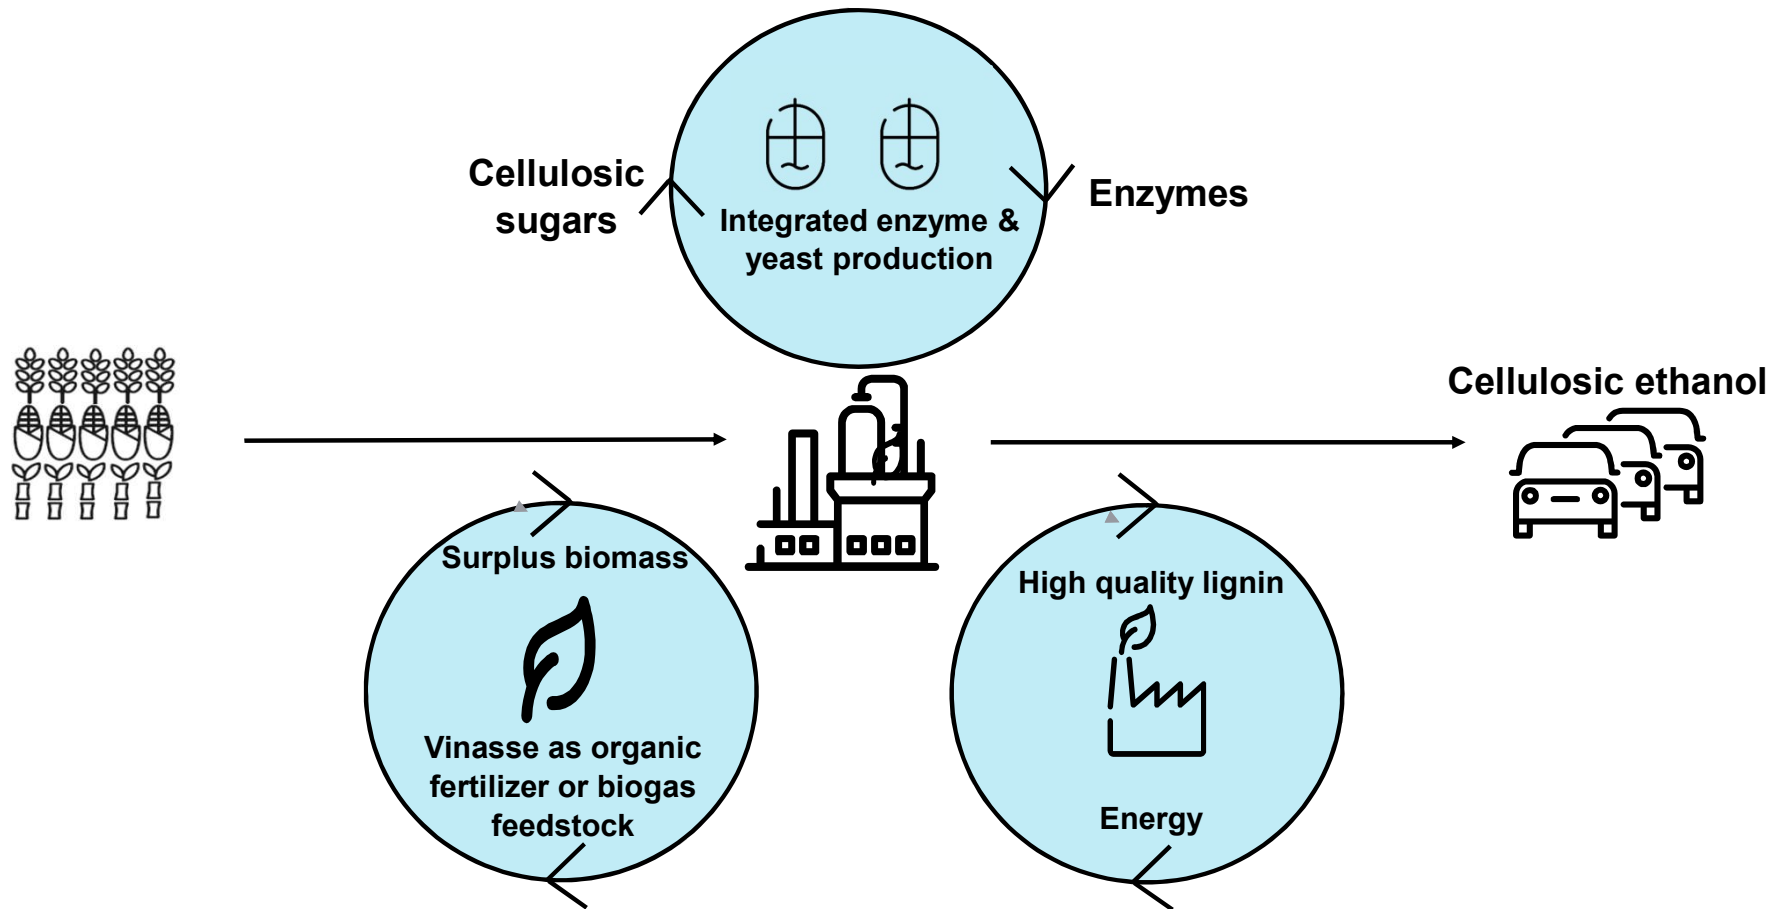 Cellulosic
sugars
Integrated enzyme &
yeast production
Enzymes
Cellulosic ethanol
Surplus biomass
Vinasse as organic
fertilizer or biogas
feedstock
High quality lignin
Energy